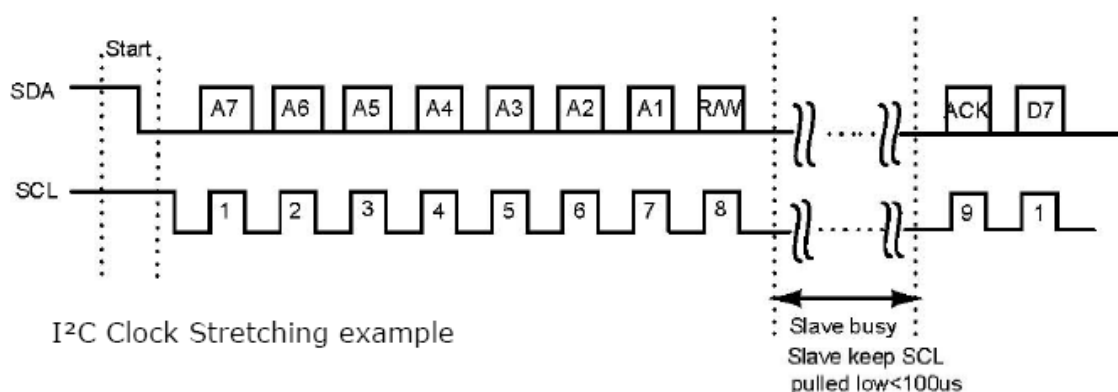 Start
SDA A7 A6 A5 A4 A3 A2 A1 R/W ACK D7
SCL 1 2 3 4 5 6 7 8 9 1
I²C Clock Stretching example
Slave busy
Slave keep SCL
pulled low<100us